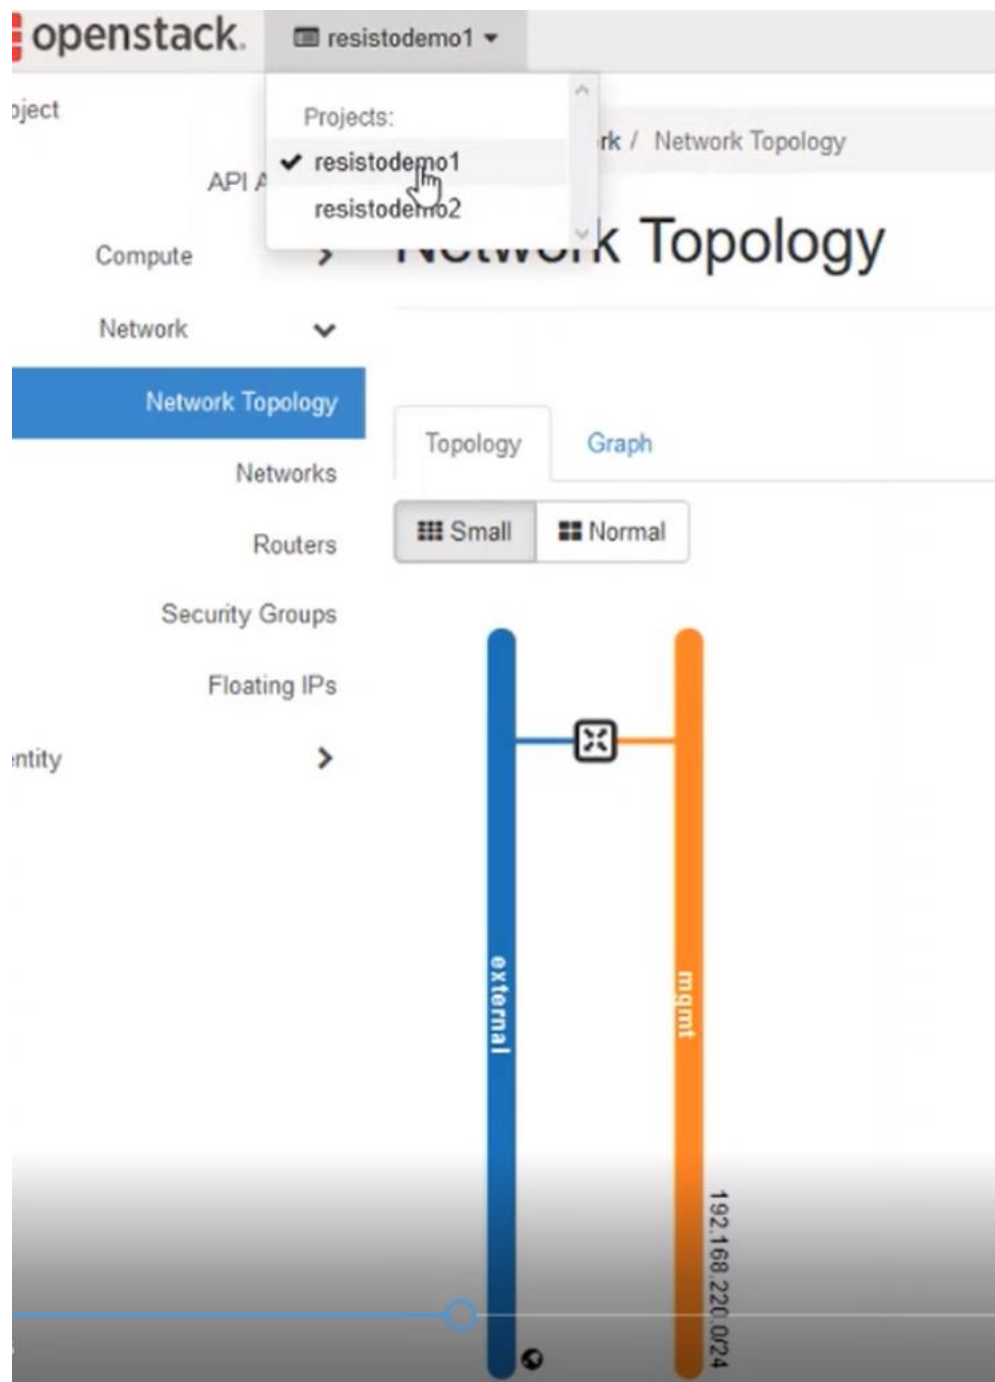 openstack.
resistodemo1
Projects:
resistodemo1
resistodemo2
oject
API A
rk / Network Topology
Network Topology
Compute
Network
Network Topology
Networks
Routers
Security Groups
Floating IPs
entity
Topology
Graph
Small
Normal
external
mgmt
192.168.220.0/24